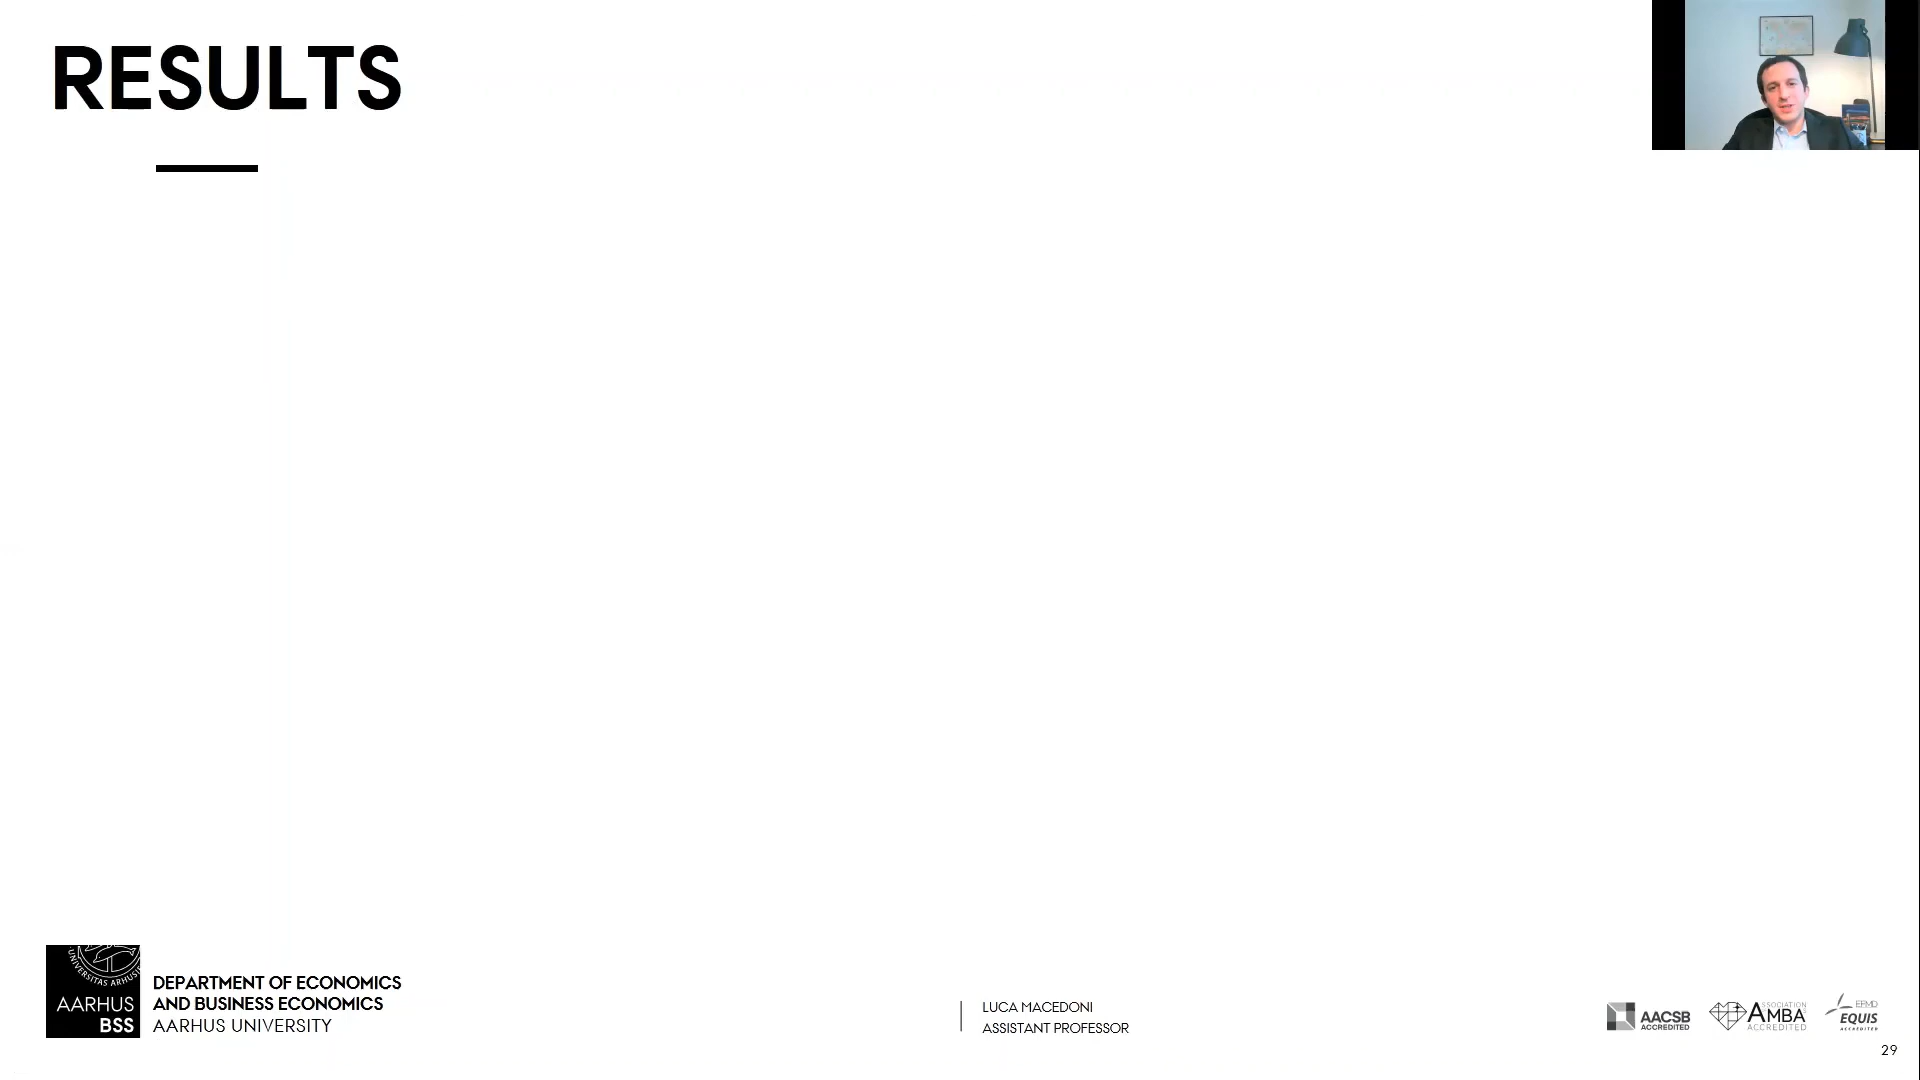 RESULTS
UNIVERSITAS ARHUSI
AARHUS
BSS
DEPARTMENT OF ECONOMICS
AND BUSINESS ECONOMICS
AARHUS UNIVERSITY
LUCA MACEDONI
ASSISTANT PROFESSOR
AACSB
ACCREDITED
ASSOCIATION
AMBA
ACCREDITED
EFMD
EQUIS
ACCREDITED
29